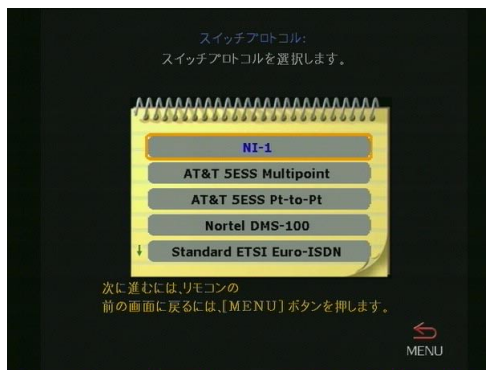 スイッチプロトコル:
スイッチプロトコルを選択します。
NI-1
AT&T 5ESS Multipoint
AT&T 5ESS Pt-to-Pt
Nortel DMS-100
Standard ETSI Euro-ISDN
次に進むには、リモコンの
前の画面に戻るには、[MENU] ボタンを押します。
MENU